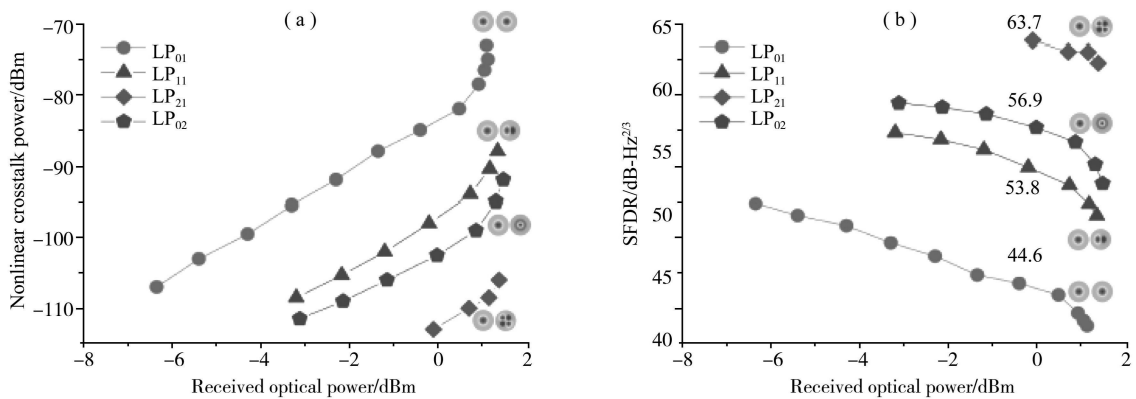 ( a )
Nonlinear crosstalk power/dBm
-70
-80
-90
-100
-110
LP01
LP11
LP21
LP02
-8 -6 -4 -2 0 2
Received optical power/dBm
( b )
SFDR/dB-Hz2/3
65
60
55
50
45
40
LP01
LP11
LP21
LP02
63.7
56.9
53.8
44.6
-8 -6 -4 -2 0 2
Received optical power/dBm